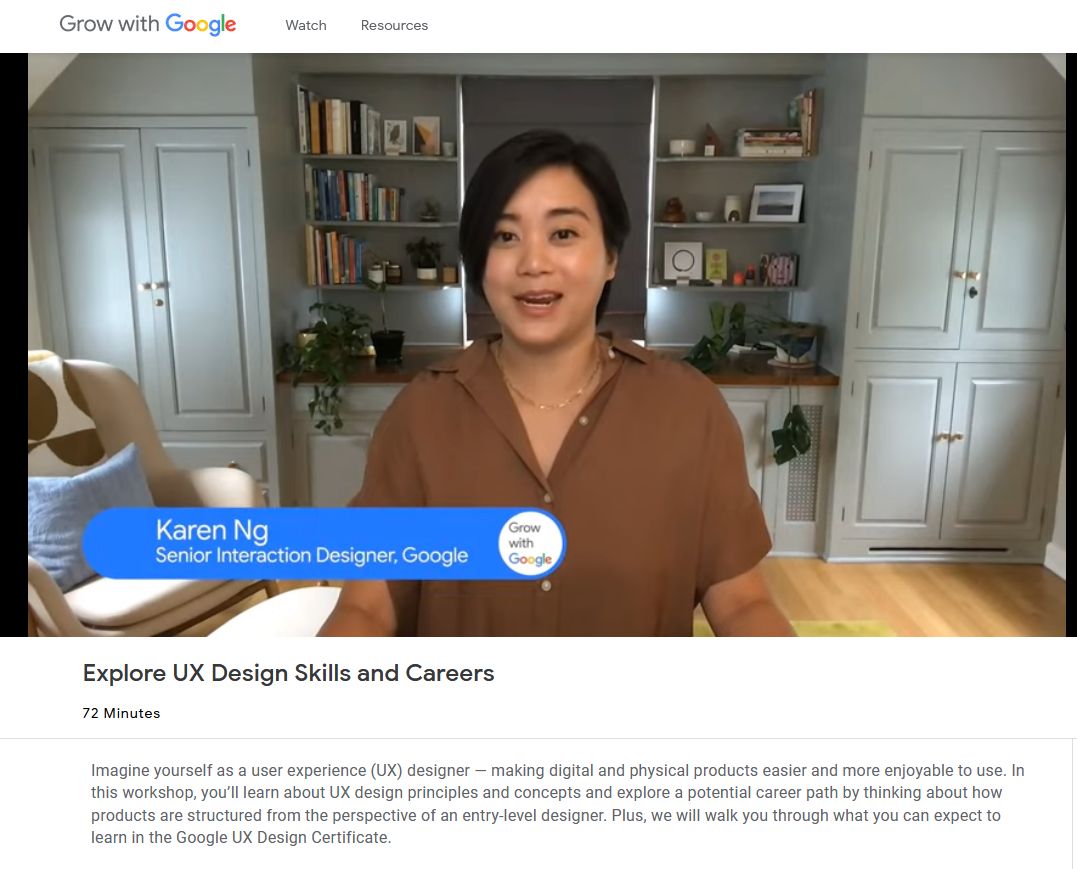 Grow with Google
Watch
Resources
Karen Ng
Senior Interaction Designer, Google
Grow
with
Google
Explore UX Design Skills and Careers
72 Minutes
Imagine yourself as a user experience (UX) designer — making digital and physical products easier and more enjoyable to use. In
this workshop, you’ll learn about UX design principles and concepts and explore a potential career path by thinking about how
products are structured from the perspective of an entry-level designer. Plus, we will walk you through what you can expect to
learn in the Google UX Design Certificate.